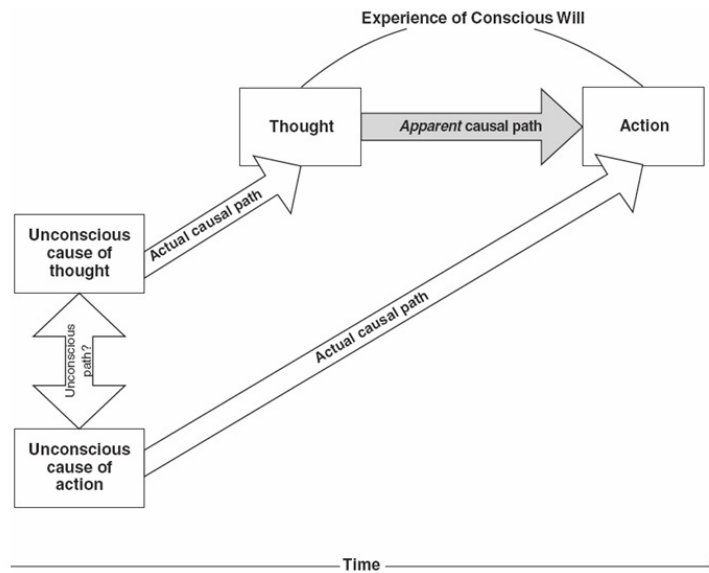 Experience of Conscious Will
Thought
Apparent causal path
Action
Actual causal path
Unconscious
cause of
thought
Actual causal path
Unconscious
path?
Unconscious
cause of
action
Time